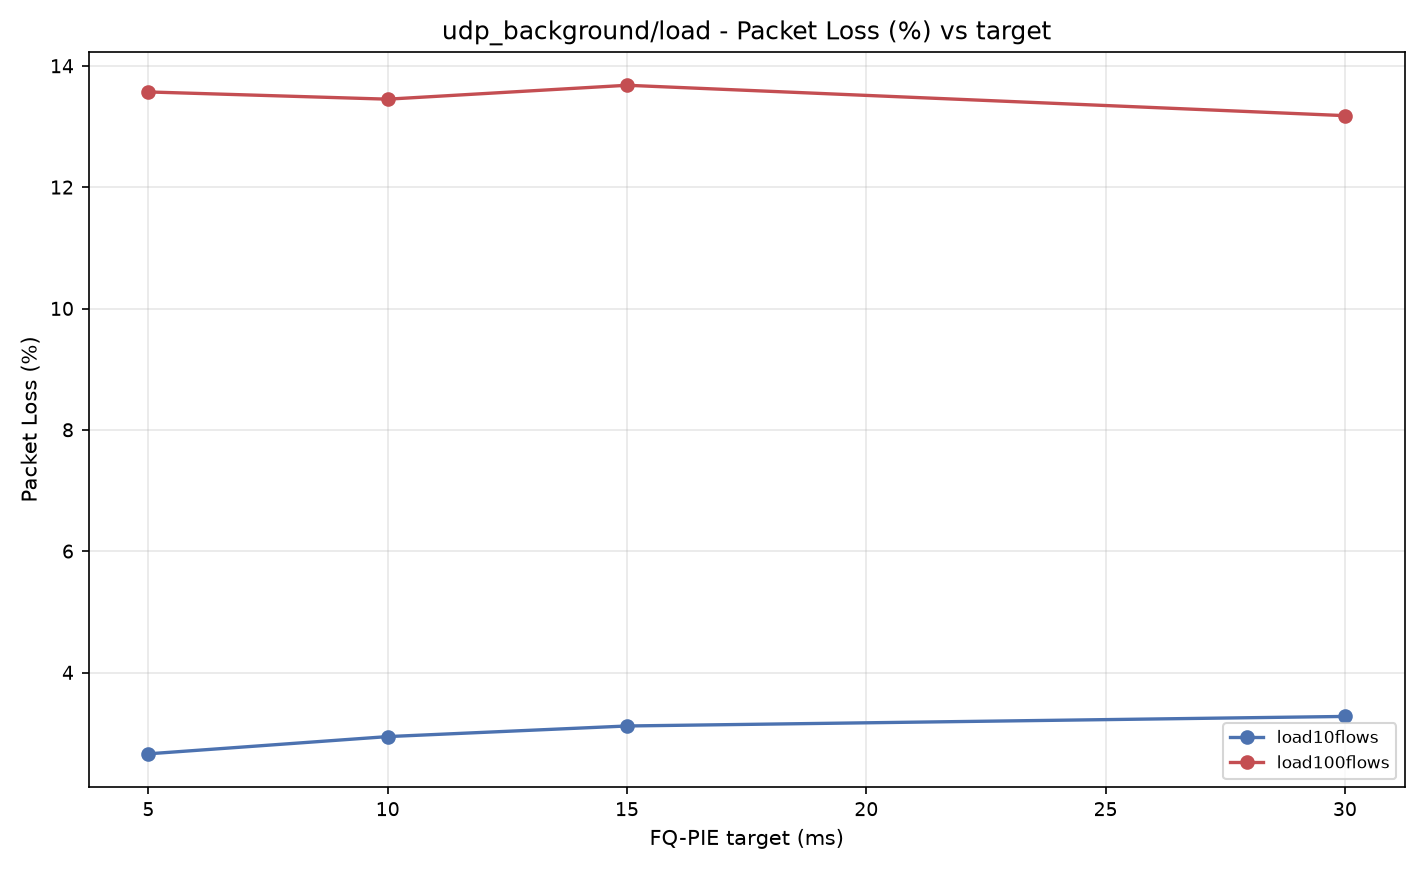 udp_background/load - Packet Loss (%) vs target
Packet Loss (%)
14
12
10
8
6
4
5
10
15
20
25
30
FQ-PIE target (ms)
load10flows
load100flows